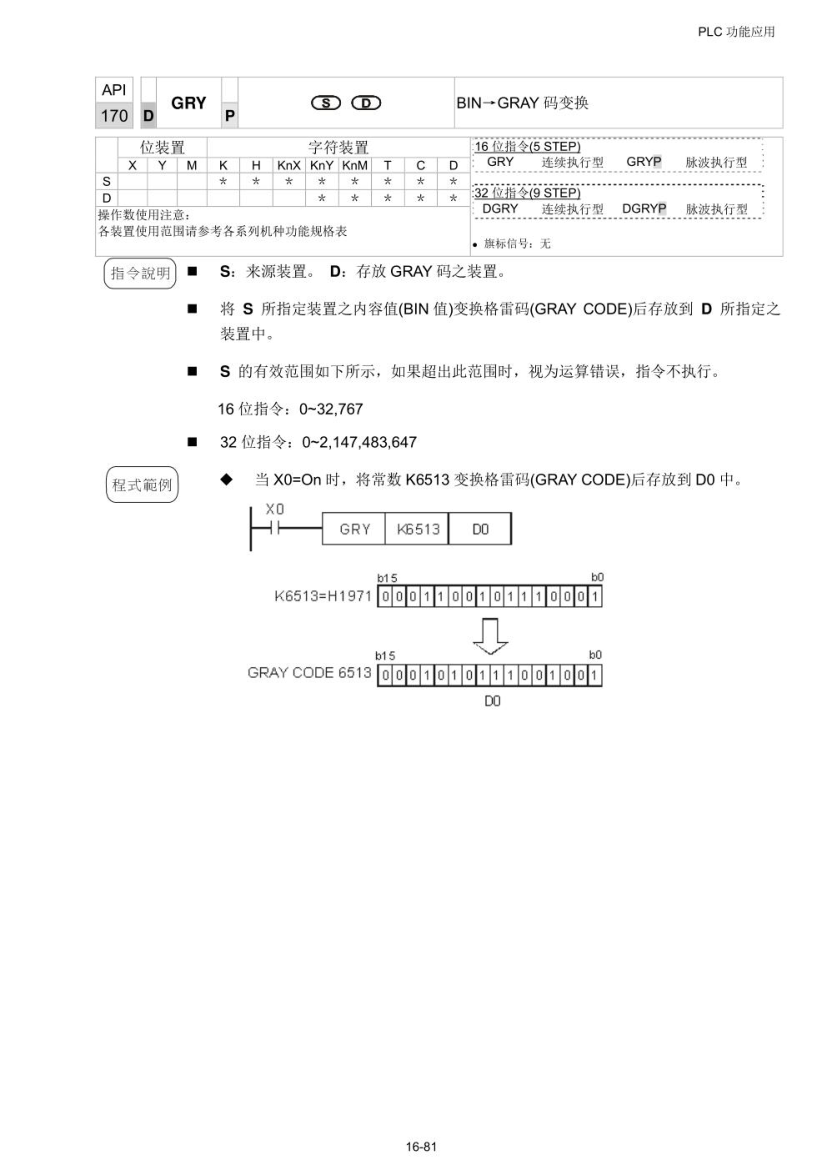 PLC 功能应用
API 170 D GRY P S D BIN→GRAY 码变换
位装置 字符装置
X Y M K H KnX KnY KnM T C D
S * * * * * * * *
D * * * * *
操作数使用注意：
各装置使用范围请参考各系列机种功能规格表
16 位指令(5 STEP)
GRY 连续执行型 GRYP 脉波执行型
32 位指令(9 STEP)
DGRY 连续执行型 DGRYP 脉波执行型
● 旗标信号：无
指令說明 ■ S：来源装置。 D：存放 GRAY 码之装置。
■ 将 S 所指定装置之内容值(BIN 值)变换格雷码(GRAY CODE)后存放到 D 所指定之
装置中。
■ S 的有效范围如下所示，如果超出此范围时，视为运算错误，指令不执行。
16 位指令：0~32,767
■ 32 位指令：0~2,147,483,647
程式範例 ◆ 当 X0=On 时，将常数 K6513 变换格雷码(GRAY CODE)后存放到 D0 中。
X0
GRY K6513 D0
b15 b0
K6513=H1971 0 0 0 1 1 0 0 1 0 1 1 1 0 0 0 1
b15 b0
GRAY CODE 6513 0 0 0 1 0 1 0 1 1 1 0 0 1 0 0 1
D0
16-81